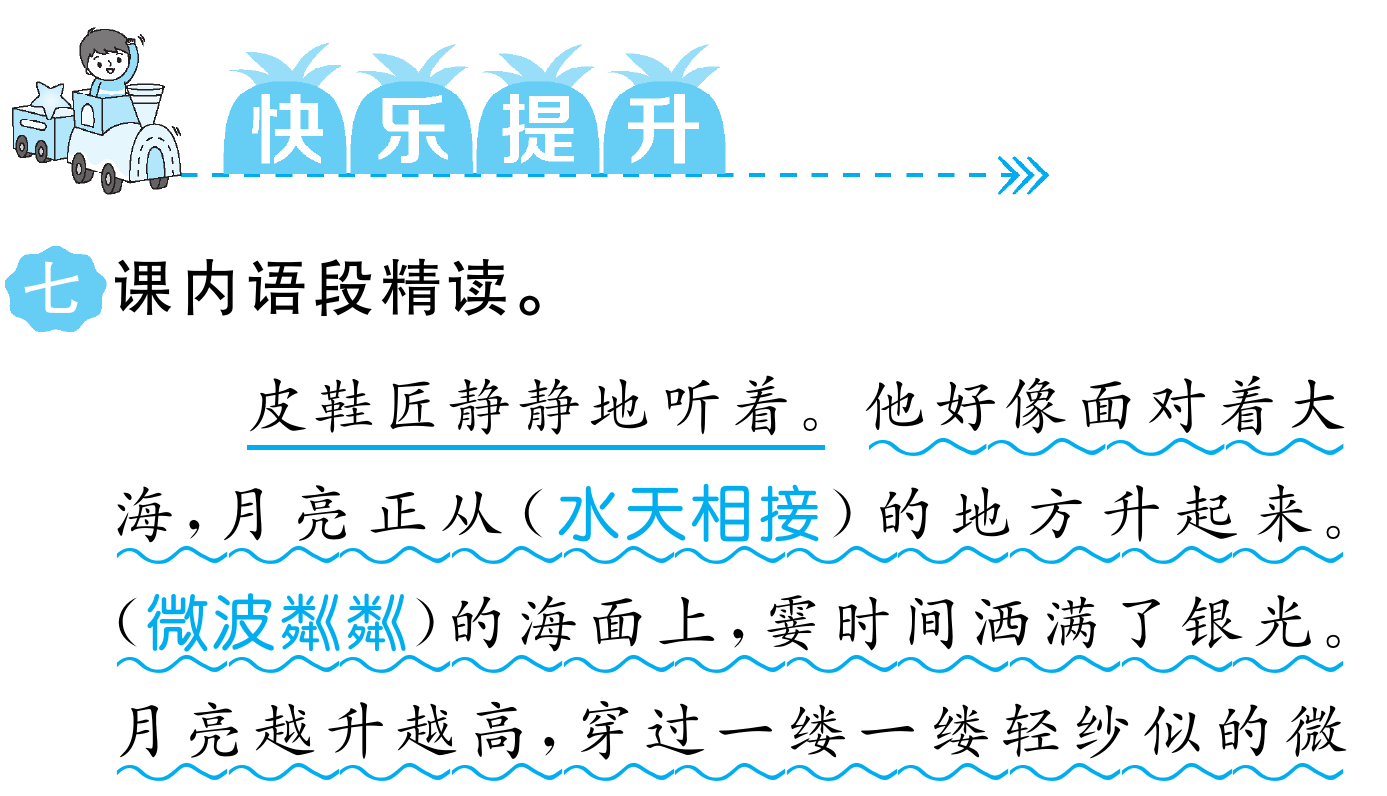 快乐提升
七 课内语段精读。
皮鞋匠静静地听着。他好像面对着大
海,月亮正从(水天相接)的地方升起来。
(微波粼粼)的海面上,霎时间洒满了银光。
月亮越升越高,穿过一缕一缕轻纱似的微